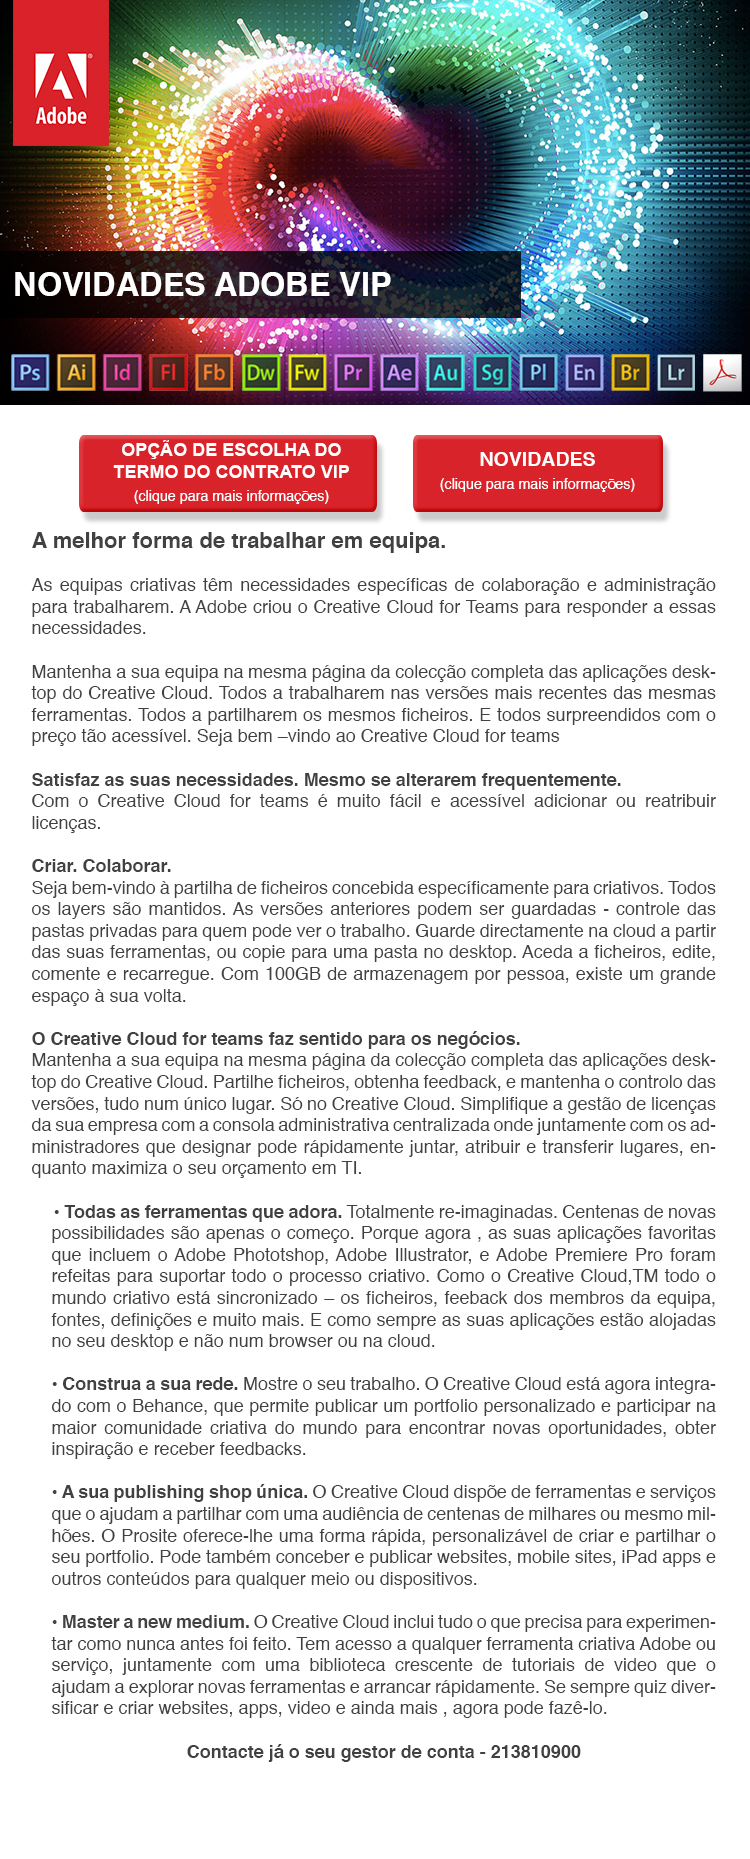 Adobe
NOVIDADES ADOBE VIP
Ps Ai Id Fl Fb Dw Fw Pr Ae Au Sg Pl En Br Lr
OPÇÃO DE ESCOLHA DO
TERMO DO CONTRATO VIP
(clique para mais informações)
NOVIDADES
(clique para mais informações)
A melhor forma de trabalhar em equipa.
As equipas criativas têm necessidades específicas de colaboração e administração
para trabalharem. A Adobe criou o Creative Cloud for Teams para responder a essas
necessidades.
Mantenha a sua equipa na mesma página da colecção completa das aplicações desk-
top do Creative Cloud. Todos a trabalharem nas versões mais recentes das mesmas
ferramentas. Todos a partilharem os mesmos ficheiros. E todos surpreendidos com o
preço tão acessível. Seja bem –vindo ao Creative Cloud for teams
Satisfaz as suas necessidades. Mesmo se alterarem frequentemente.
Com o Creative Cloud for teams é muito fácil e acessível adicionar ou reatribuir
licenças.
Criar. Colaborar.
Seja bem-vindo à partilha de ficheiros concebida específicamente para criativos. Todos
os layers são mantidos. As versões anteriores podem ser guardadas - controle das
pastas privadas para quem pode ver o trabalho. Guarde directamente na cloud a partir
das suas ferramentas, ou copie para uma pasta no desktop. Aceda a ficheiros, edite,
comente e recarregue. Com 100GB de armazenagem por pessoa, existe um grande
espaço à sua volta.
O Creative Cloud for teams faz sentido para os negócios.
Mantenha a sua equipa na mesma página da colecção completa das aplicações desk-
top do Creative Cloud. Partilhe ficheiros, obtenha feedback, e mantenha o controlo das
versões, tudo num único lugar. Só no Creative Cloud. Simplifique a gestão de licenças
da sua empresa com a consola administrativa centralizada onde juntamente com os ad-
ministradores que designar pode rápidamente juntar, atribuir e transferir lugares, en-
quanto maximiza o seu orçamento em TI.
• Todas as ferramentas que adora. Totalmente re-imaginadas. Centenas de novas
possibilidades são apenas o começo. Porque agora , as suas aplicações favoritas
que incluem o Adobe Phototshop, Adobe Illustrator, e Adobe Premiere Pro foram
refeitas para suportar todo o processo criativo. Como o Creative Cloud,TM todo o
mundo criativo está sincronizado – os ficheiros, feeback dos membros da equipa,
fontes, definições e muito mais. E como sempre as suas aplicações estão alojadas
no seu desktop e não num browser ou na cloud.
• Construa a sua rede. Mostre o seu trabalho. O Creative Cloud está agora integra-
do com o Behance, que permite publicar um portfolio personalizado e participar na
maior comunidade criativa do mundo para encontrar novas oportunidades, obter
inspiração e receber feedbacks.
• A sua publishing shop única. O Creative Cloud dispõe de ferramentas e serviços
que o ajudam a partilhar com uma audiência de centenas de milhares ou mesmo mil-
hões. O Prosite oferece-lhe uma forma rápida, personalizável de criar e partilhar o
seu portfolio. Pode também conceber e publicar websites, mobile sites, iPad apps e
outros conteúdos para qualquer meio ou dispositivos.
• Master a new medium. O Creative Cloud inclui tudo o que precisa para experimen-
tar como nunca antes foi feito. Tem acesso a qualquer ferramenta criativa Adobe ou
serviço, juntamente com uma biblioteca crescente de tutoriais de video que o
ajudam a explorar novas ferramentas e arrancar rápidamente. Se sempre quiz diver-
sificar e criar websites, apps, video e ainda mais , agora pode fazê-lo.
Contacte já o seu gestor de conta - 213810900